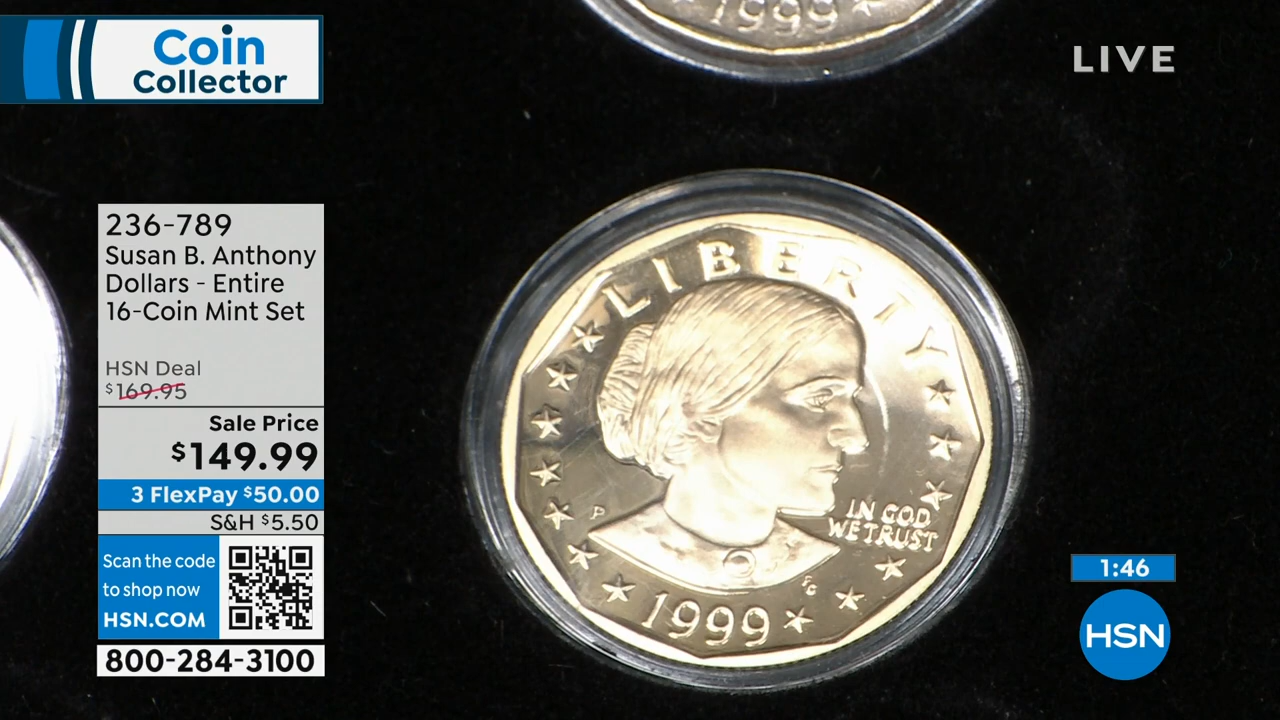 Coin
Collector
1999
LIVE
236-789
Susan B. Anthony
Dollars - Entire
16-Coin Mint Set
HSN Deal
$169.95
Sale Price
$149.99
3 FlexPay $50.00
S&H $5.50
Scan the code
to shop now
HSN.COM
800-284-3100
LIBERTY
P
IN GOD
WE TRUST
FG
1999
1:46
HSN